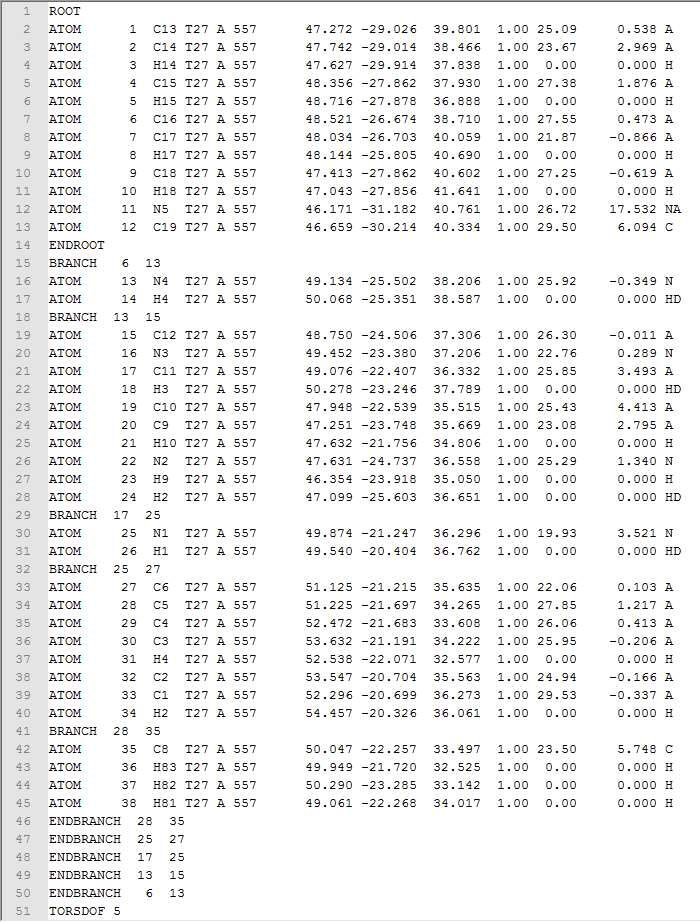 1 ROOT
2 ATOM      1  C13 T27 A 557      47.272 -29.026  39.801  1.00 25.09     0.538 A
3 ATOM      2  C14 T27 A 557      47.742 -29.014  38.466  1.00 23.67     2.969 A
4 ATOM      3  H14 T27 A 557      47.627 -29.914  37.838  1.00  0.00     0.000 H
5 ATOM      4  C15 T27 A 557      48.356 -27.862  37.930  1.00 27.38     1.876 A
6 ATOM      5  H15 T27 A 557      48.716 -27.878  36.888  1.00  0.00     0.000 H
7 ATOM      6  C16 T27 A 557      48.521 -26.674  38.710  1.00 27.55     0.473 A
8 ATOM      7  C17 T27 A 557      48.034 -26.703  40.059  1.00 21.87    -0.866 A
9 ATOM      8  H17 T27 A 557      48.144 -25.805  40.690  1.00  0.00     0.000 H
10 ATOM      9  C18 T27 A 557      47.413 -27.862  40.602  1.00 27.25    -0.619 A
11 ATOM     10  H18 T27 A 557      47.043 -27.856  41.641  1.00  0.00     0.000 H
12 ATOM     11  N5  T27 A 557      46.171 -31.182  40.761  1.00 26.72    17.532 NA
13 ATOM     12  C19 T27 A 557      46.659 -30.214  40.334  1.00 29.50     6.094 C
14 ENDROOT
15 BRANCH   6  13
16 ATOM     13  N4  T27 A 557      49.134 -25.502  38.206  1.00 25.92    -0.349 N
17 ATOM     14  H4  T27 A 557      50.068 -25.351  38.587  1.00  0.00     0.000 HD
18 BRANCH  13  15
19 ATOM     15  C12 T27 A 557      48.750 -24.506  37.306  1.00 26.30    -0.011 A
20 ATOM     16  N3  T27 A 557      49.452 -23.380  37.206  1.00 22.76     0.289 N
21 ATOM     17  C11 T27 A 557      49.076 -22.407  36.332  1.00 25.85     3.493 A
22 ATOM     18  H3  T27 A 557      50.278 -23.246  37.789  1.00  0.00     0.000 HD
23 ATOM     19  C10 T27 A 557      47.948 -22.539  35.515  1.00 25.43     4.413 A
24 ATOM     20  C9  T27 A 557      47.251 -23.748  35.669  1.00 23.08     2.795 A
25 ATOM     21  H10 T27 A 557      47.632 -21.756  34.806  1.00  0.00     0.000 H
26 ATOM     22  N2  T27 A 557      47.631 -24.737  36.558  1.00 25.29     1.340 N
27 ATOM     23  H9  T27 A 557      46.354 -23.918  35.050  1.00  0.00     0.000 H
28 ATOM     24  H2  T27 A 557      47.099 -25.603  36.651  1.00  0.00     0.000 HD
29 BRANCH  17  25
30 ATOM     25  N1  T27 A 557      49.874 -21.247  36.296  1.00 19.93     3.521 N
31 ATOM     26  H1  T27 A 557      49.540 -20.404  36.762  1.00  0.00     0.000 HD
32 BRANCH  25  27
33 ATOM     27  C6  T27 A 557      51.125 -21.215  35.635  1.00 22.06     0.103 A
34 ATOM     28  C5  T27 A 557      51.225 -21.697  34.265  1.00 27.85     1.217 A
35 ATOM     29  C4  T27 A 557      52.472 -21.683  33.608  1.00 26.06     0.413 A
36 ATOM     30  C3  T27 A 557      53.632 -21.191  34.222  1.00 25.95    -0.206 A
37 ATOM     31  H4  T27 A 557      52.538 -22.071  32.577  1.00  0.00     0.000 H
38 ATOM     32  C2  T27 A 557      53.547 -20.704  35.563  1.00 24.94    -0.166 A
39 ATOM     33  C1  T27 A 557      52.296 -20.699  36.273  1.00 29.53    -0.337 A
40 ATOM     34  H2  T27 A 557      54.457 -20.326  36.061  1.00  0.00     0.000 H
41 BRANCH  28  35
42 ATOM     35  C8  T27 A 557      50.047 -22.257  33.497  1.00 23.50     5.748 C
43 ATOM     36  H83 T27 A 557      49.949 -21.720  32.525  1.00  0.00     0.000 H
44 ATOM     37  H82 T27 A 557      50.290 -23.285  33.142  1.00  0.00     0.000 H
45 ATOM     38  H81 T27 A 557      49.061 -22.268  34.017  1.00  0.00     0.000 H
46 ENDBRANCH  28  35
47 ENDBRANCH  25  27
48 ENDBRANCH  17  25
49 ENDBRANCH  13  15
50 ENDBRANCH   6  13
51 TORSDOF 5